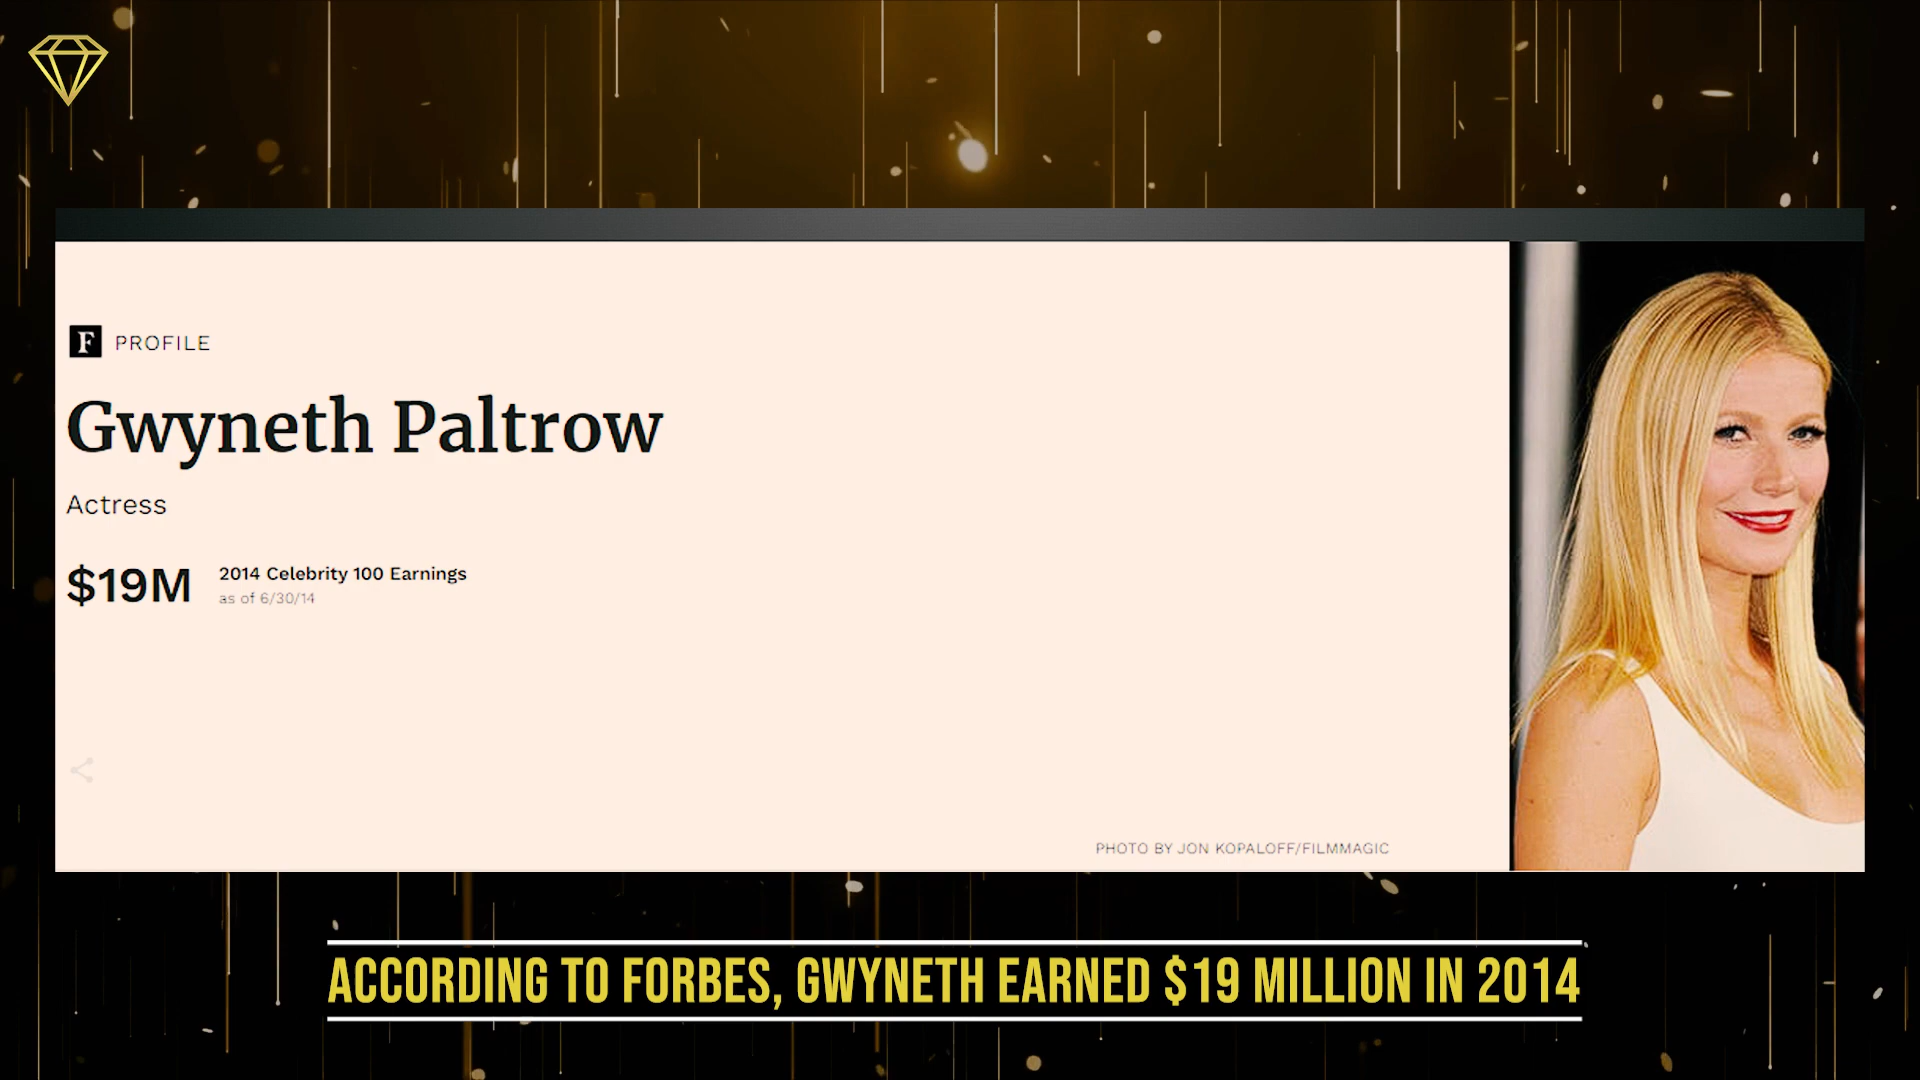 F PROFILE
Gwyneth Paltrow
Actress
$19M
2014 Celebrity 100 Earnings
as of 6/30/14
PHOTO BY JON KOPALOFF/FILMMAGIC
ACCORDING TO FORBES, GWYNETH EARNED $19 MILLION IN 2014